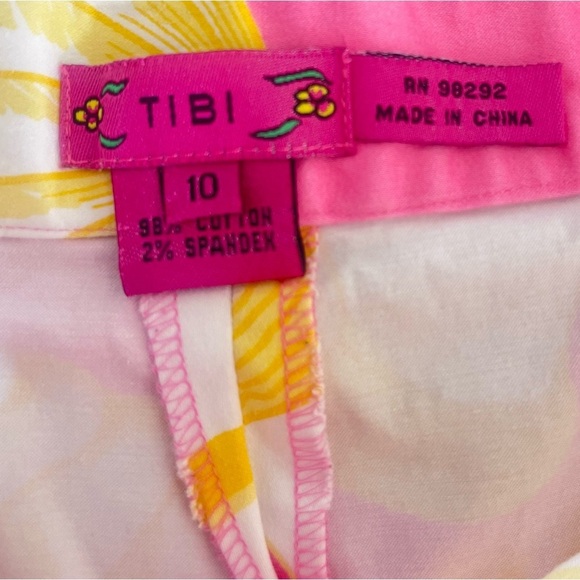 TIBI
RN 98292
MADE IN CHINA
10
98% COTTON
2% SPANDEX